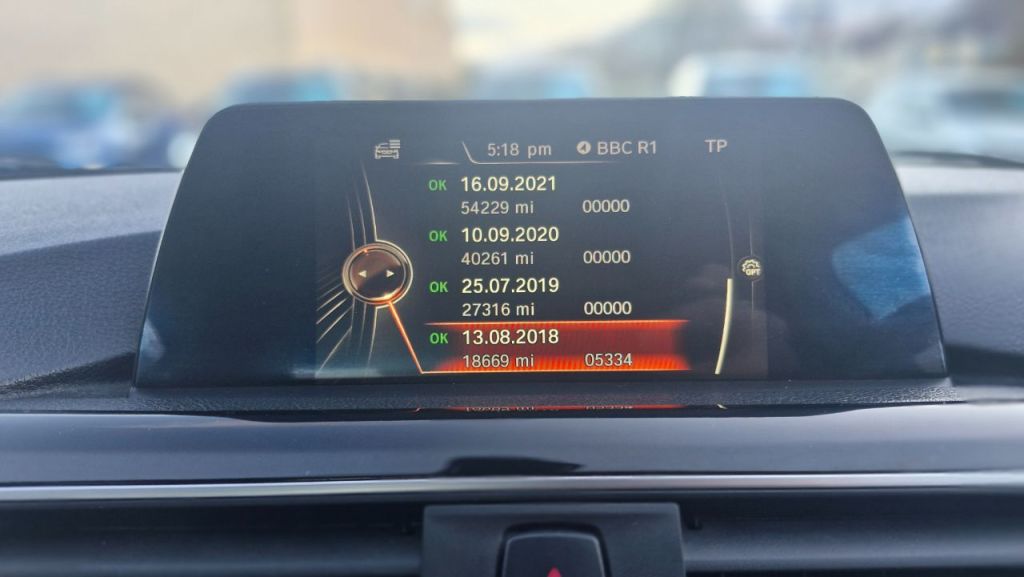 5:18 pm BBC R1 TP
OK 16.09.2021
54229 mi 00000
OK 10.09.2020
40261 mi 00000
OK 25.07.2019
27316 mi 00000
OPT
OK 13.08.2018
18669 mi 05334